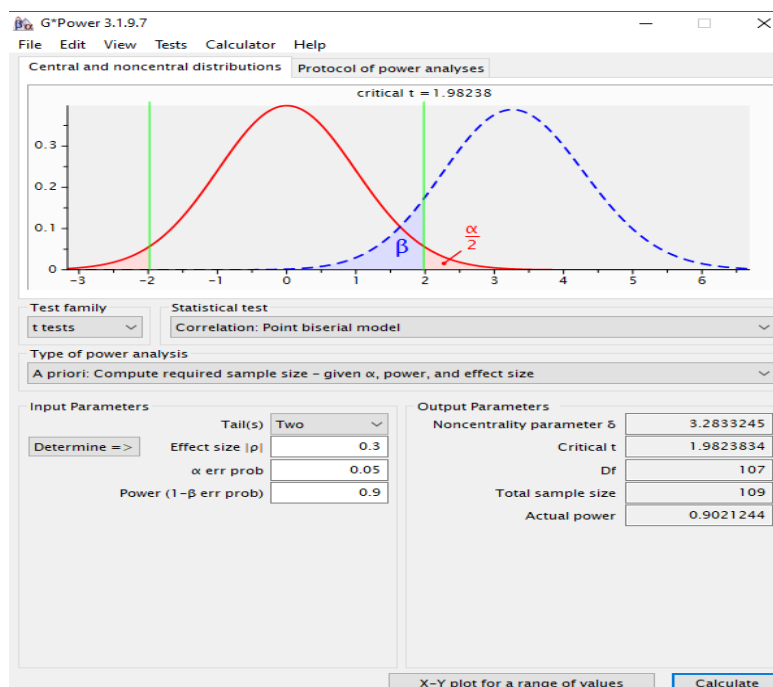 G*Power 3.1.9.7
File Edit View Tests Calculator Help
Central and noncentral distributions Protocol of power analyses
critical t = 1.98238
0.3
0.2
0.1
0
β
α
2
-3 -2 -1 0 1 2 3 4 5 6
Test family Statistical test
t tests Correlation: Point biserial model
Type of power analysis
A priori: Compute required sample size - given α, power, and effect size
Input Parameters Output Parameters
Tail(s) Two Noncentrality parameter δ 3.2833245
Determine => Effect size |ρ| 0.3 Critical t 1.9823834
α err prob 0.05 Df 107
Power (1-β err prob) 0.9 Total sample size 109
Actual power 0.9021244
X-Y plot for a range of values Calculate